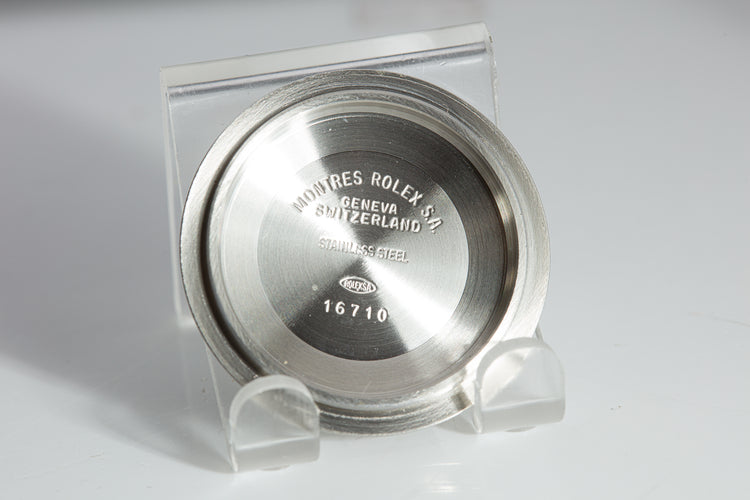 MONTRES ROLEX S.A.
GENEVA
SWITZERLAND
STAINLESS STEEL
ROLEXSA
16710